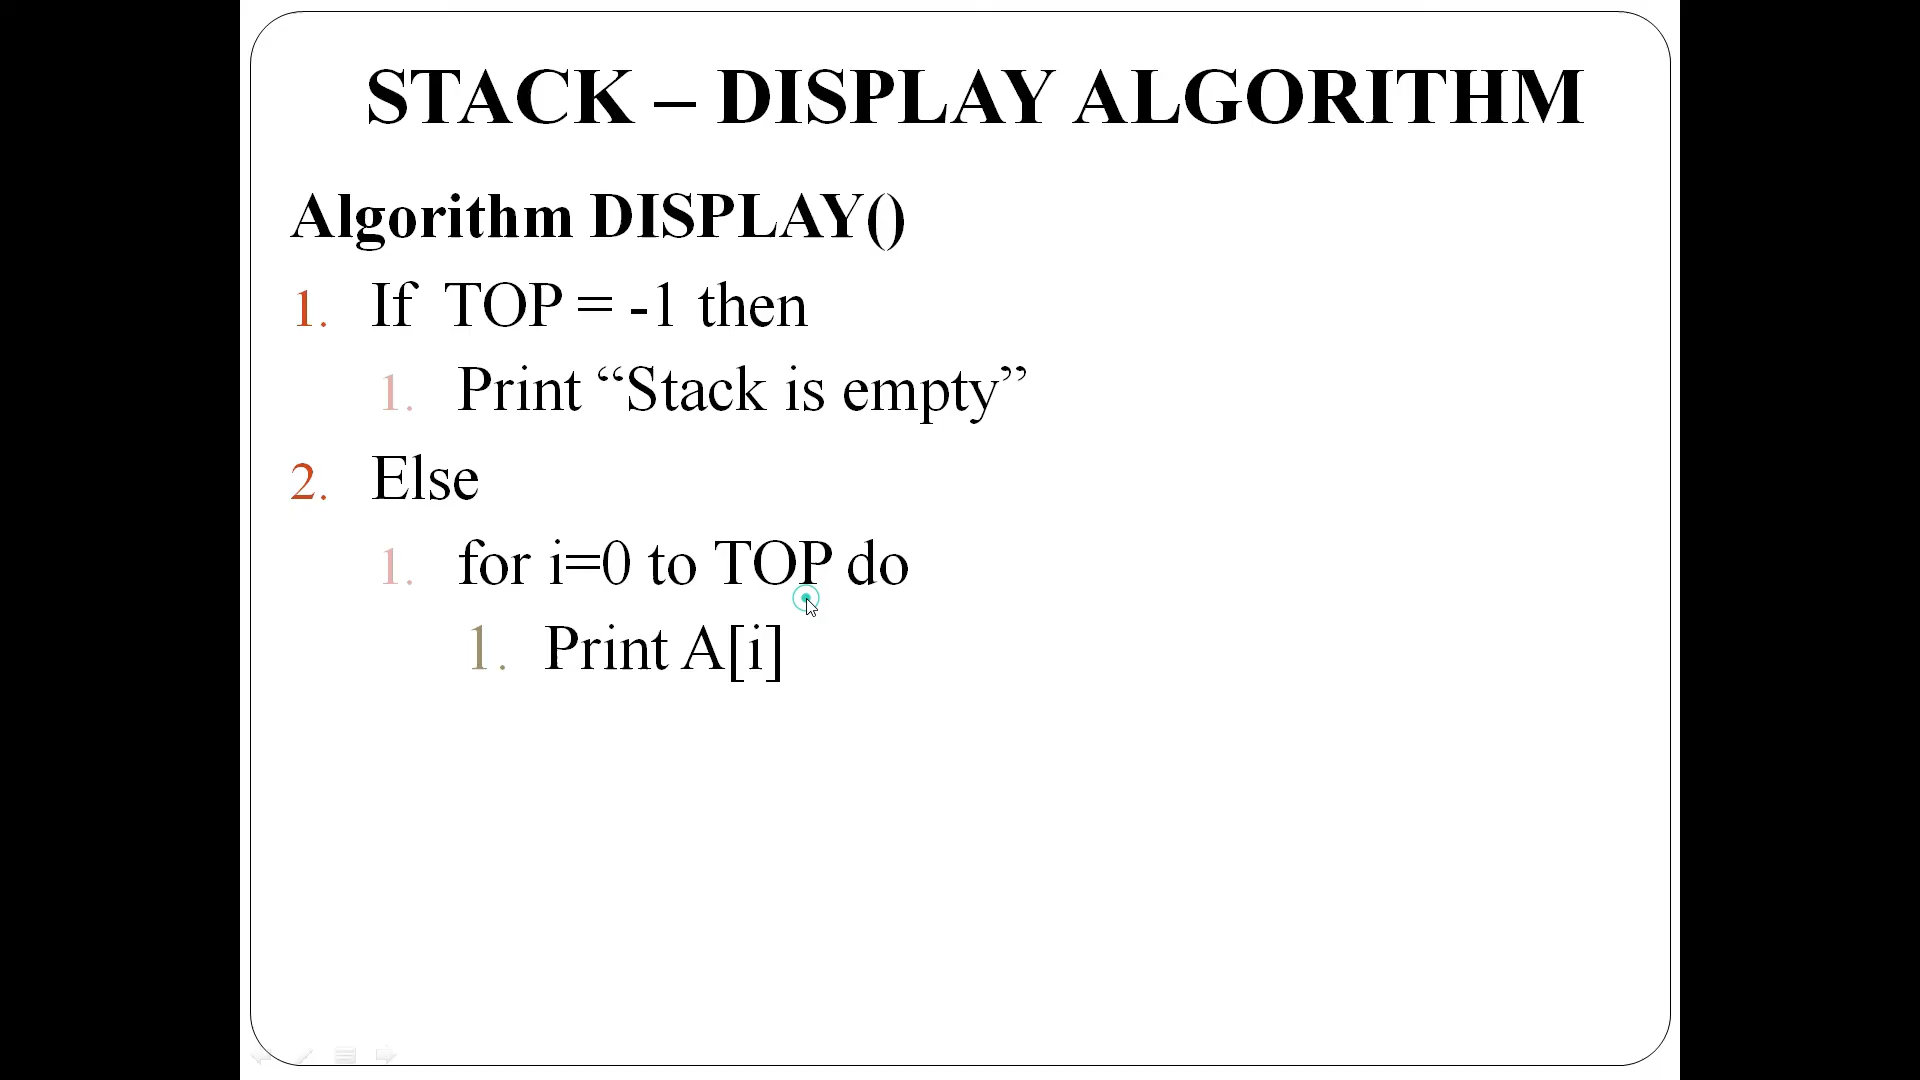 STACK – DISPLAY ALGORITHM
Algorithm DISPLAY()
1. If TOP = -1 then
1. Print “Stack is empty”
2. Else
1. for i=0 to TOP do
1. Print A[i]